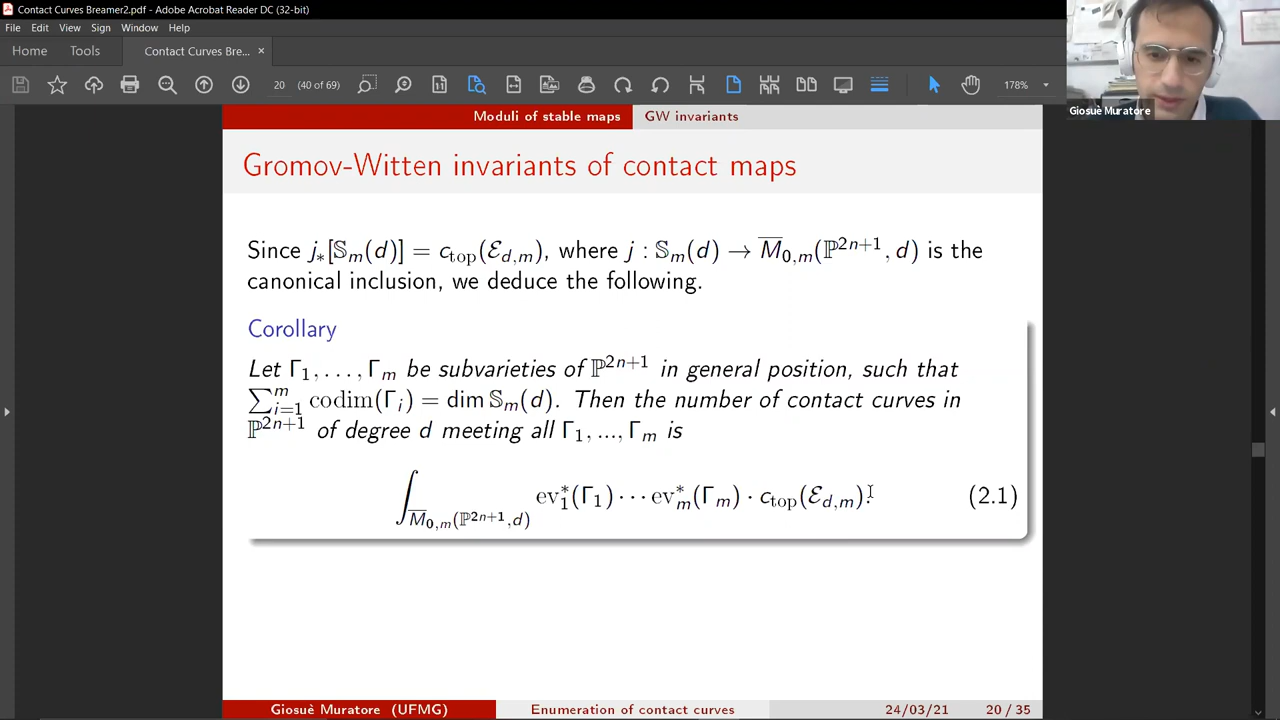 Contact Curves Breamer2.pdf - Adobe Acrobat Reader DC (32-bit)
File Edit View Sign Window Help
Home Tools Contact Curves Brea... ×
20 (40 of 69) 178%
Giosuè Muratore
Moduli of stable maps GW invariants
Gromov-Witten invariants of contact maps
Since j_*[𝕊_m(d)] = c_top(ℰ_{d,m}), where j : 𝕊_m(d) → M̅_{0,m}(ℙ^{2n+1}, d) is the
canonical inclusion, we deduce the following.
Corollary
Let Γ_1, . . . , Γ_m be subvarieties of ℙ^{2n+1} in general position, such that
∑_{i=1}^m codim(Γ_i) = dim 𝕊_m(d). Then the number of contact curves in
ℙ^{2n+1} of degree d meeting all Γ_1, ..., Γ_m is
∫_{M̅_{0,m}(ℙ^{2n+1},d)} ev_1^*(Γ_1) · · · ev_m^*(Γ_m) · c_top(ℰ_{d,m}). (2.1)
Giosuè Muratore (UFMG) Enumeration of contact curves 24/03/21 20 / 35